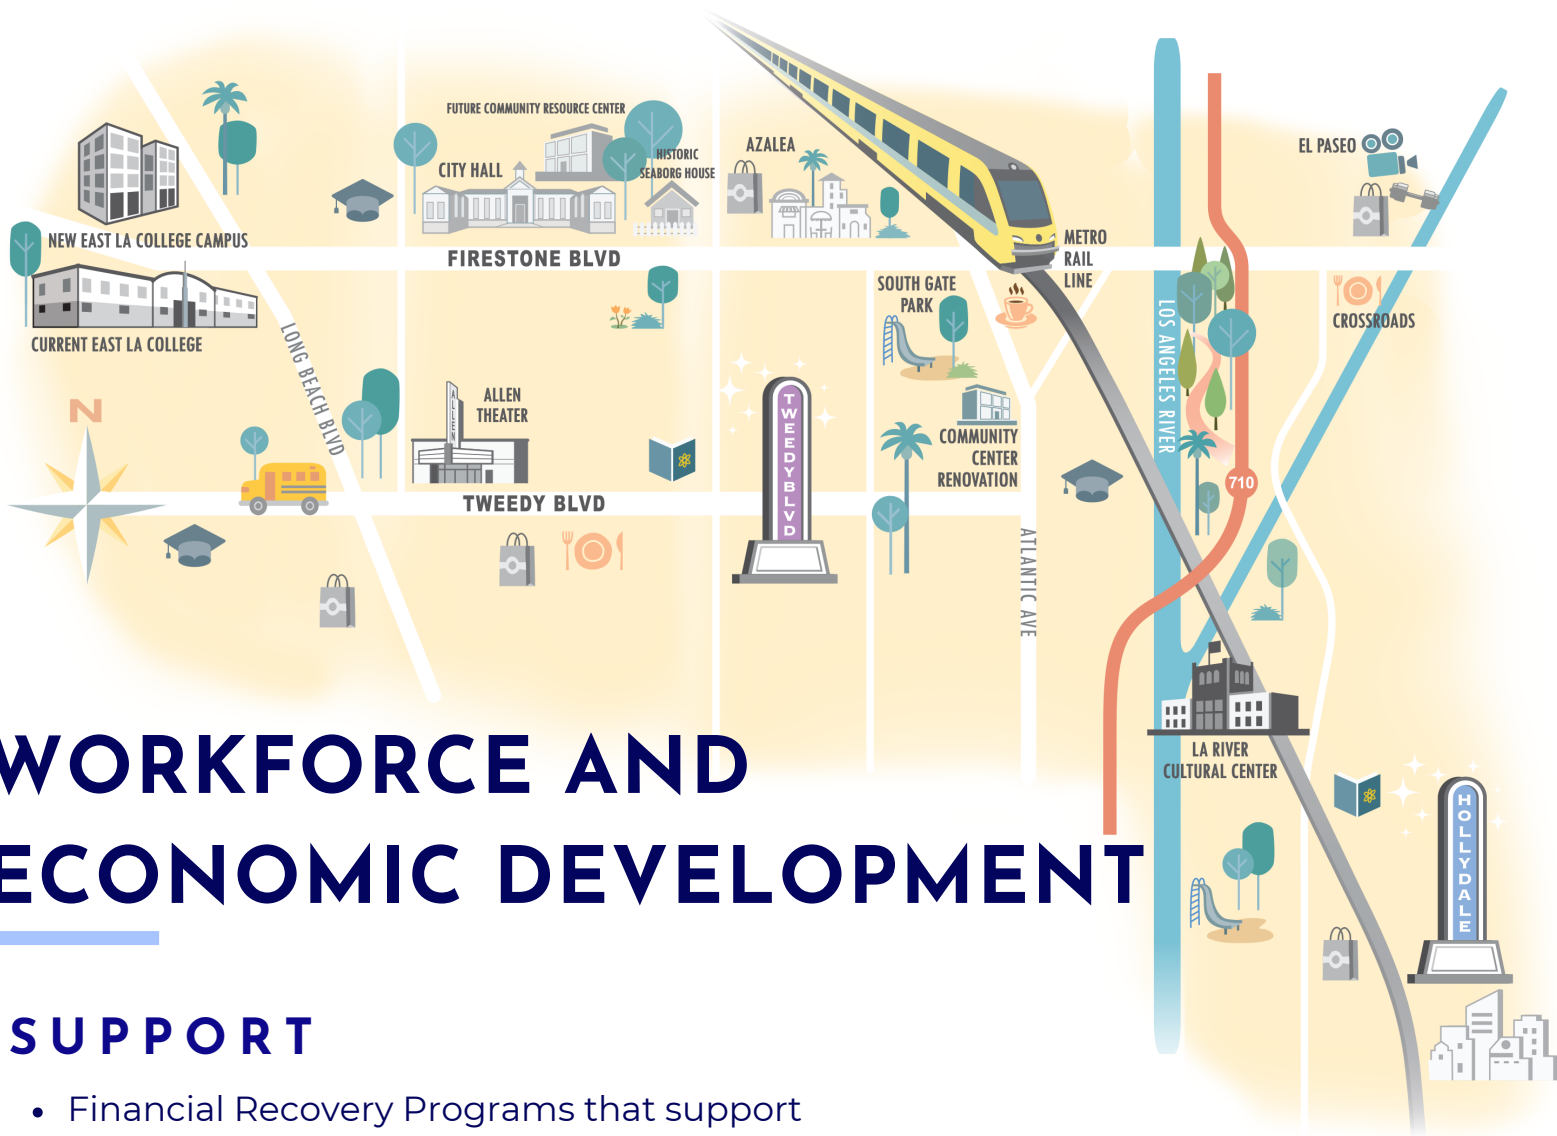 FUTURE COMMUNITY RESOURCE CENTER
CITY HALL
HISTORIC
SEABORG HOUSE
AZALEA
EL PASEO
NEW EAST LA COLLEGE CAMPUS
FIRESTONE BLVD
METRO
RAIL
LINE
CURRENT EAST LA COLLEGE
SOUTH GATE
PARK
CROSSROADS
LONG BEACH BLVD
LOS ANGELES RIVER
N
ALLEN
THEATER
ALLEN
TWEEDYBLVD
COMMUNITY
CENTER
RENOVATION
710
TWEEDY BLVD
ATLANTIC AVE
LA RIVER
CULTURAL CENTER
HOLLYDALE
WORKFORCE AND
ECONOMIC DEVELOPMENT
SUPPORT
• Financial Recovery Programs that support